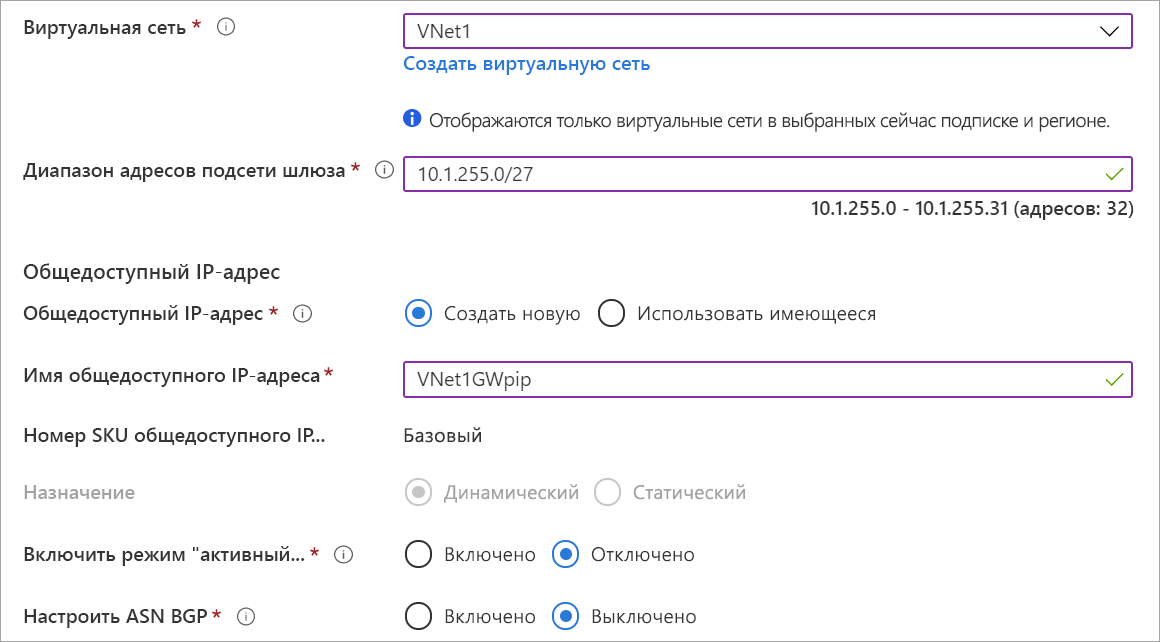 Виртуальная сеть *
VNet1
Создать виртуальную сеть
Отображаются только виртуальные сети в выбранных сейчас подписке и регионе.
Диапазон адресов подсети шлюза *
10.1.255.0/27
10.1.255.0 - 10.1.255.31 (адресов: 32)
Общедоступный IP-адрес
Общедоступный IP-адрес * Создать новую Использовать имеющееся
Имя общедоступного IP-адреса * VNet1GWpip
Номер SKU общедоступного IP... Базовый
Назначение Динамический Статический
Включить режим "активный... * Включено Отключено
Настроить ASN BGP * Включено Выключено